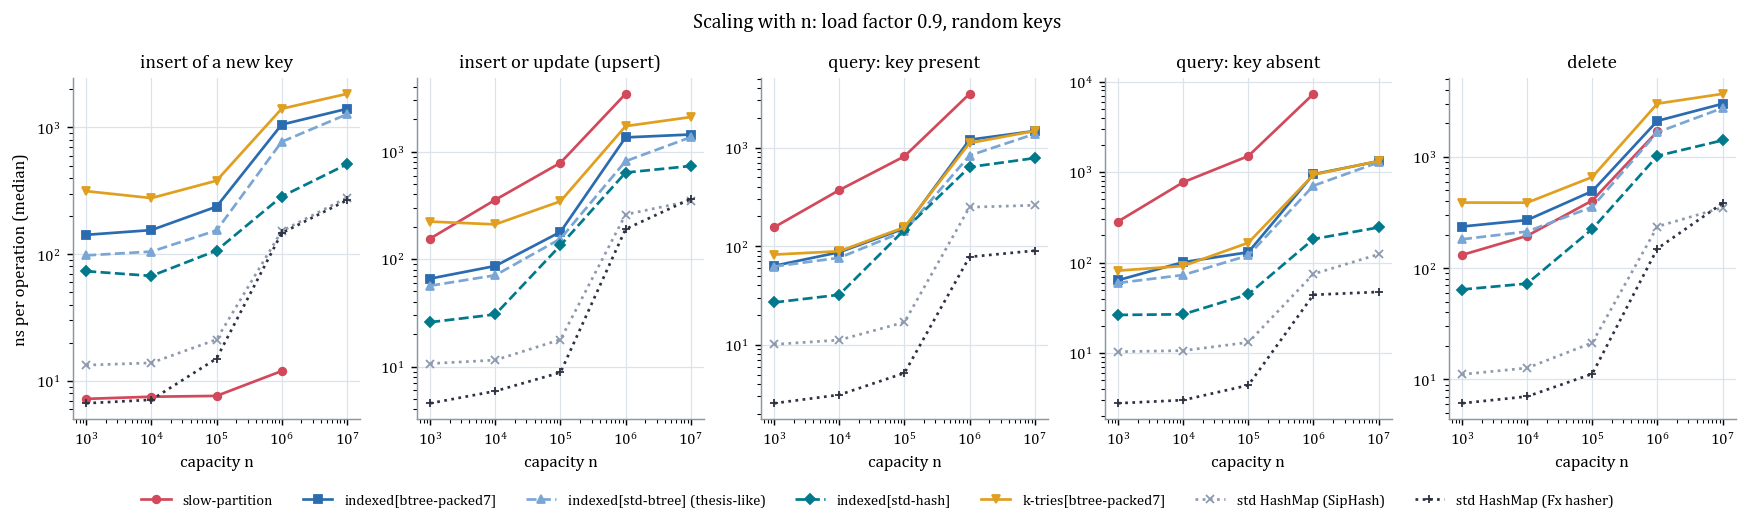 Scaling with n: load factor 0.9, random keys
insert of a new key
insert or update (upsert)
query: key present
query: key absent
delete
ns per operation (median)
10³
10²
10¹
10³
10²
10¹
10³
10²
10¹
10⁴
10³
10²
10¹
10³
10²
10¹
10³ 10⁴ 10⁵ 10⁶ 10⁷
10³ 10⁴ 10⁵ 10⁶ 10⁷
10³ 10⁴ 10⁵ 10⁶ 10⁷
10³ 10⁴ 10⁵ 10⁶ 10⁷
10³ 10⁴ 10⁵ 10⁶ 10⁷
capacity n
capacity n
capacity n
capacity n
capacity n
slow-partition
indexed[btree-packed7]
indexed[std-btree] (thesis-like)
indexed[std-hash]
k-tries[btree-packed7]
std HashMap (SipHash)
std HashMap (Fx hasher)